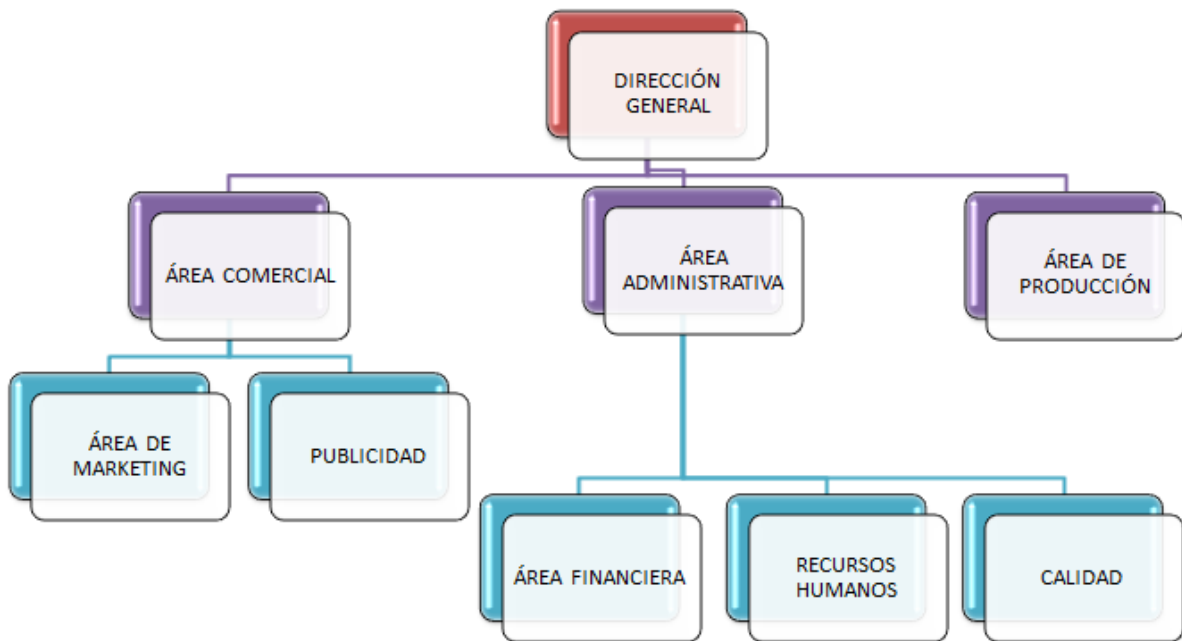 DIRECCIÓN
GENERAL
ÁREA COMERCIAL
ÁREA
ADMINISTRATIVA
ÁREA DE
PRODUCCIÓN
ÁREA DE
MARKETING
PUBLICIDAD
ÁREA FINANCIERA
RECURSOS
HUMANOS
CALIDAD